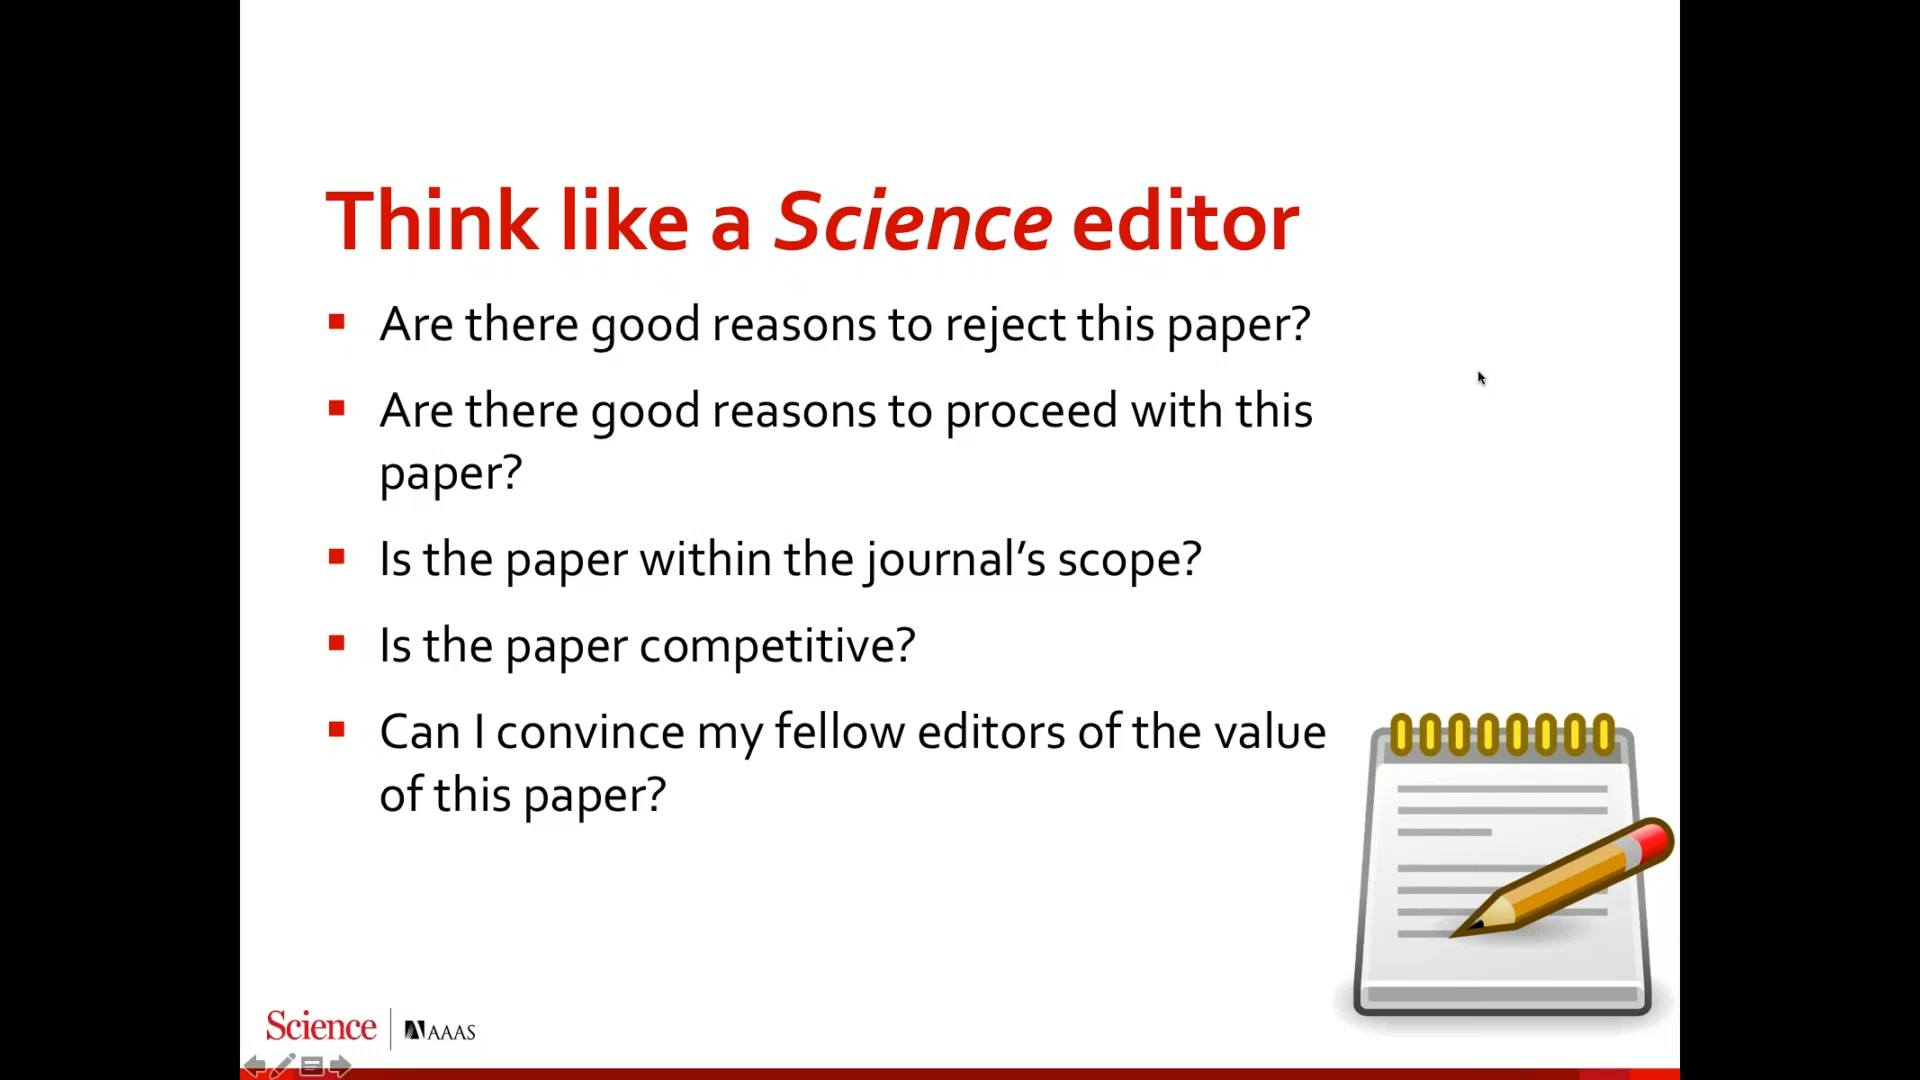 Think like a Science editor
Are there good reasons to reject this paper?
Are there good reasons to proceed with this
paper?
Is the paper within the journal’s scope?
Is the paper competitive?
Can I convince my fellow editors of the value
of this paper?
Science AAAS